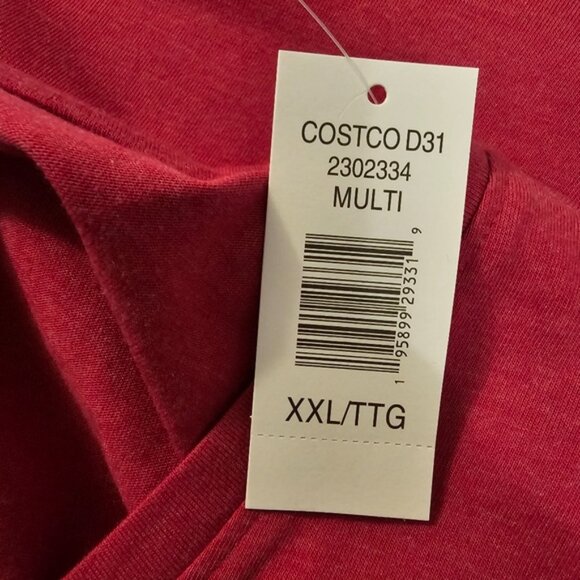 COSTCO D31
2302334
MULTI
1 95899 29331 9
XXL/TTG